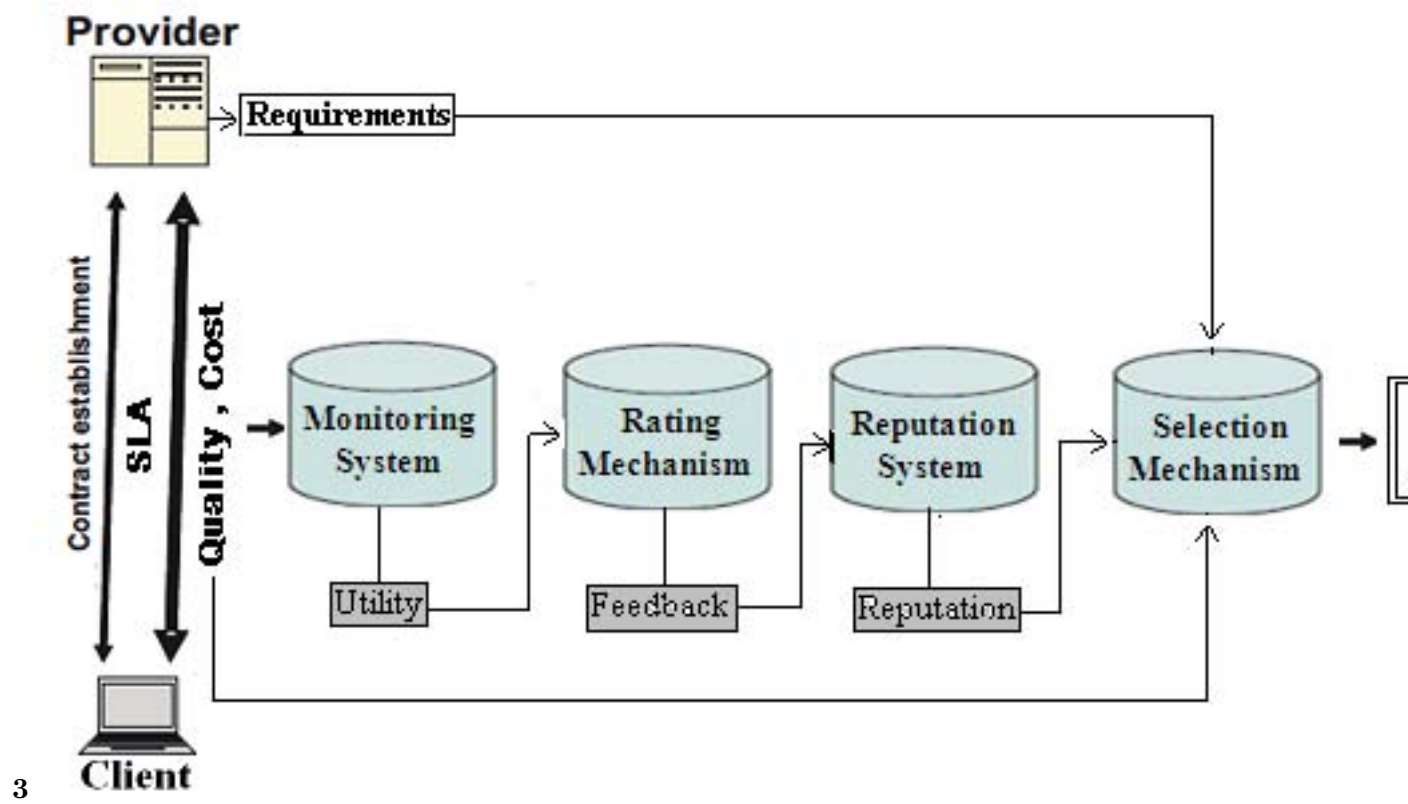 Provider
Requirements
Contract establishment
SLA
Quality , Cost
Monitoring
System
Rating
Mechanism
Reputation
System
Selection
Mechanism
Utility
Feedback
Reputation
Client
3